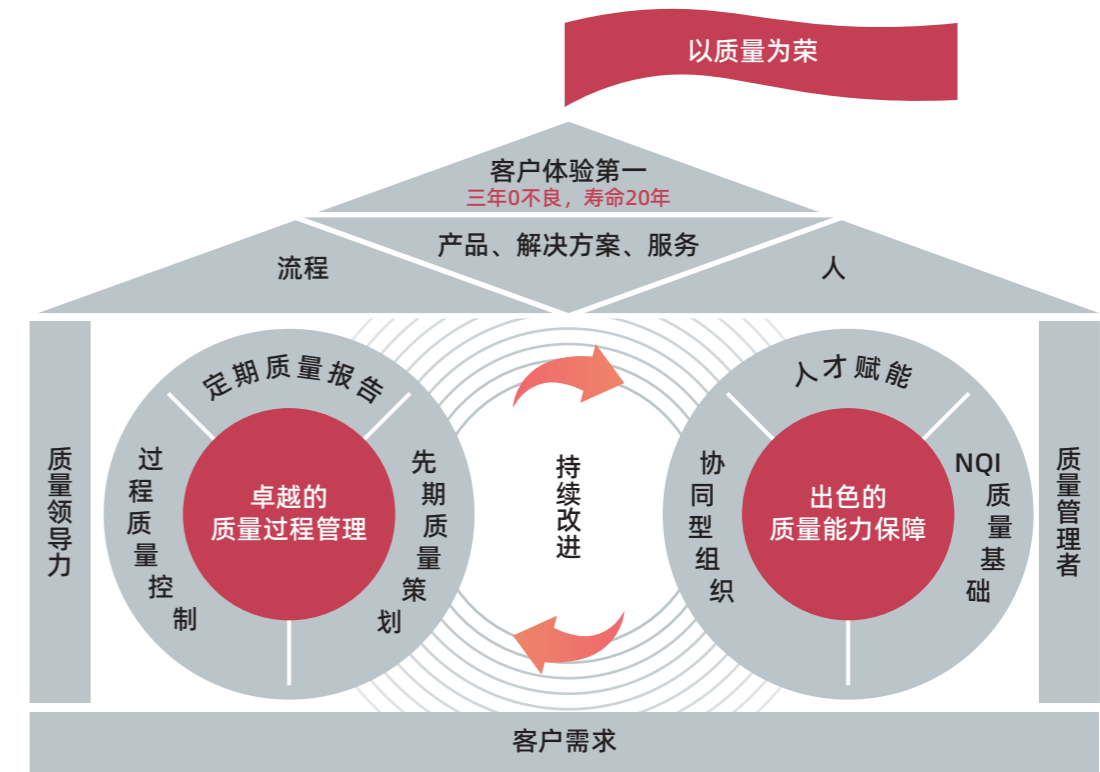 以质量为荣
客户体验第一
三年0不良，寿命20年
产品、解决方案、服务
流程
人
质量领导力
定期质量报告
过程质量控制
先期质量策划
卓越的
质量过程管理
持续改进
人才赋能
协同型组织
NQI质量基础
出色的
质量能力保障
质量管理者
客户需求